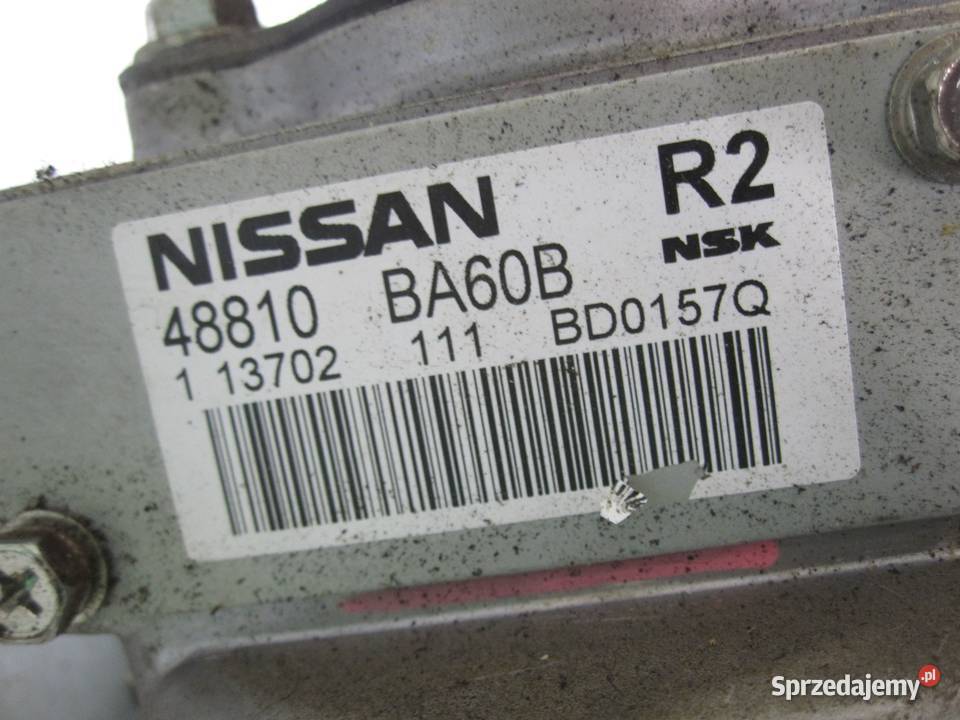 R2
NISSAN NSK
48810 BA60B
1 13702 111 BD0157Q
Sprzedajemy.pl